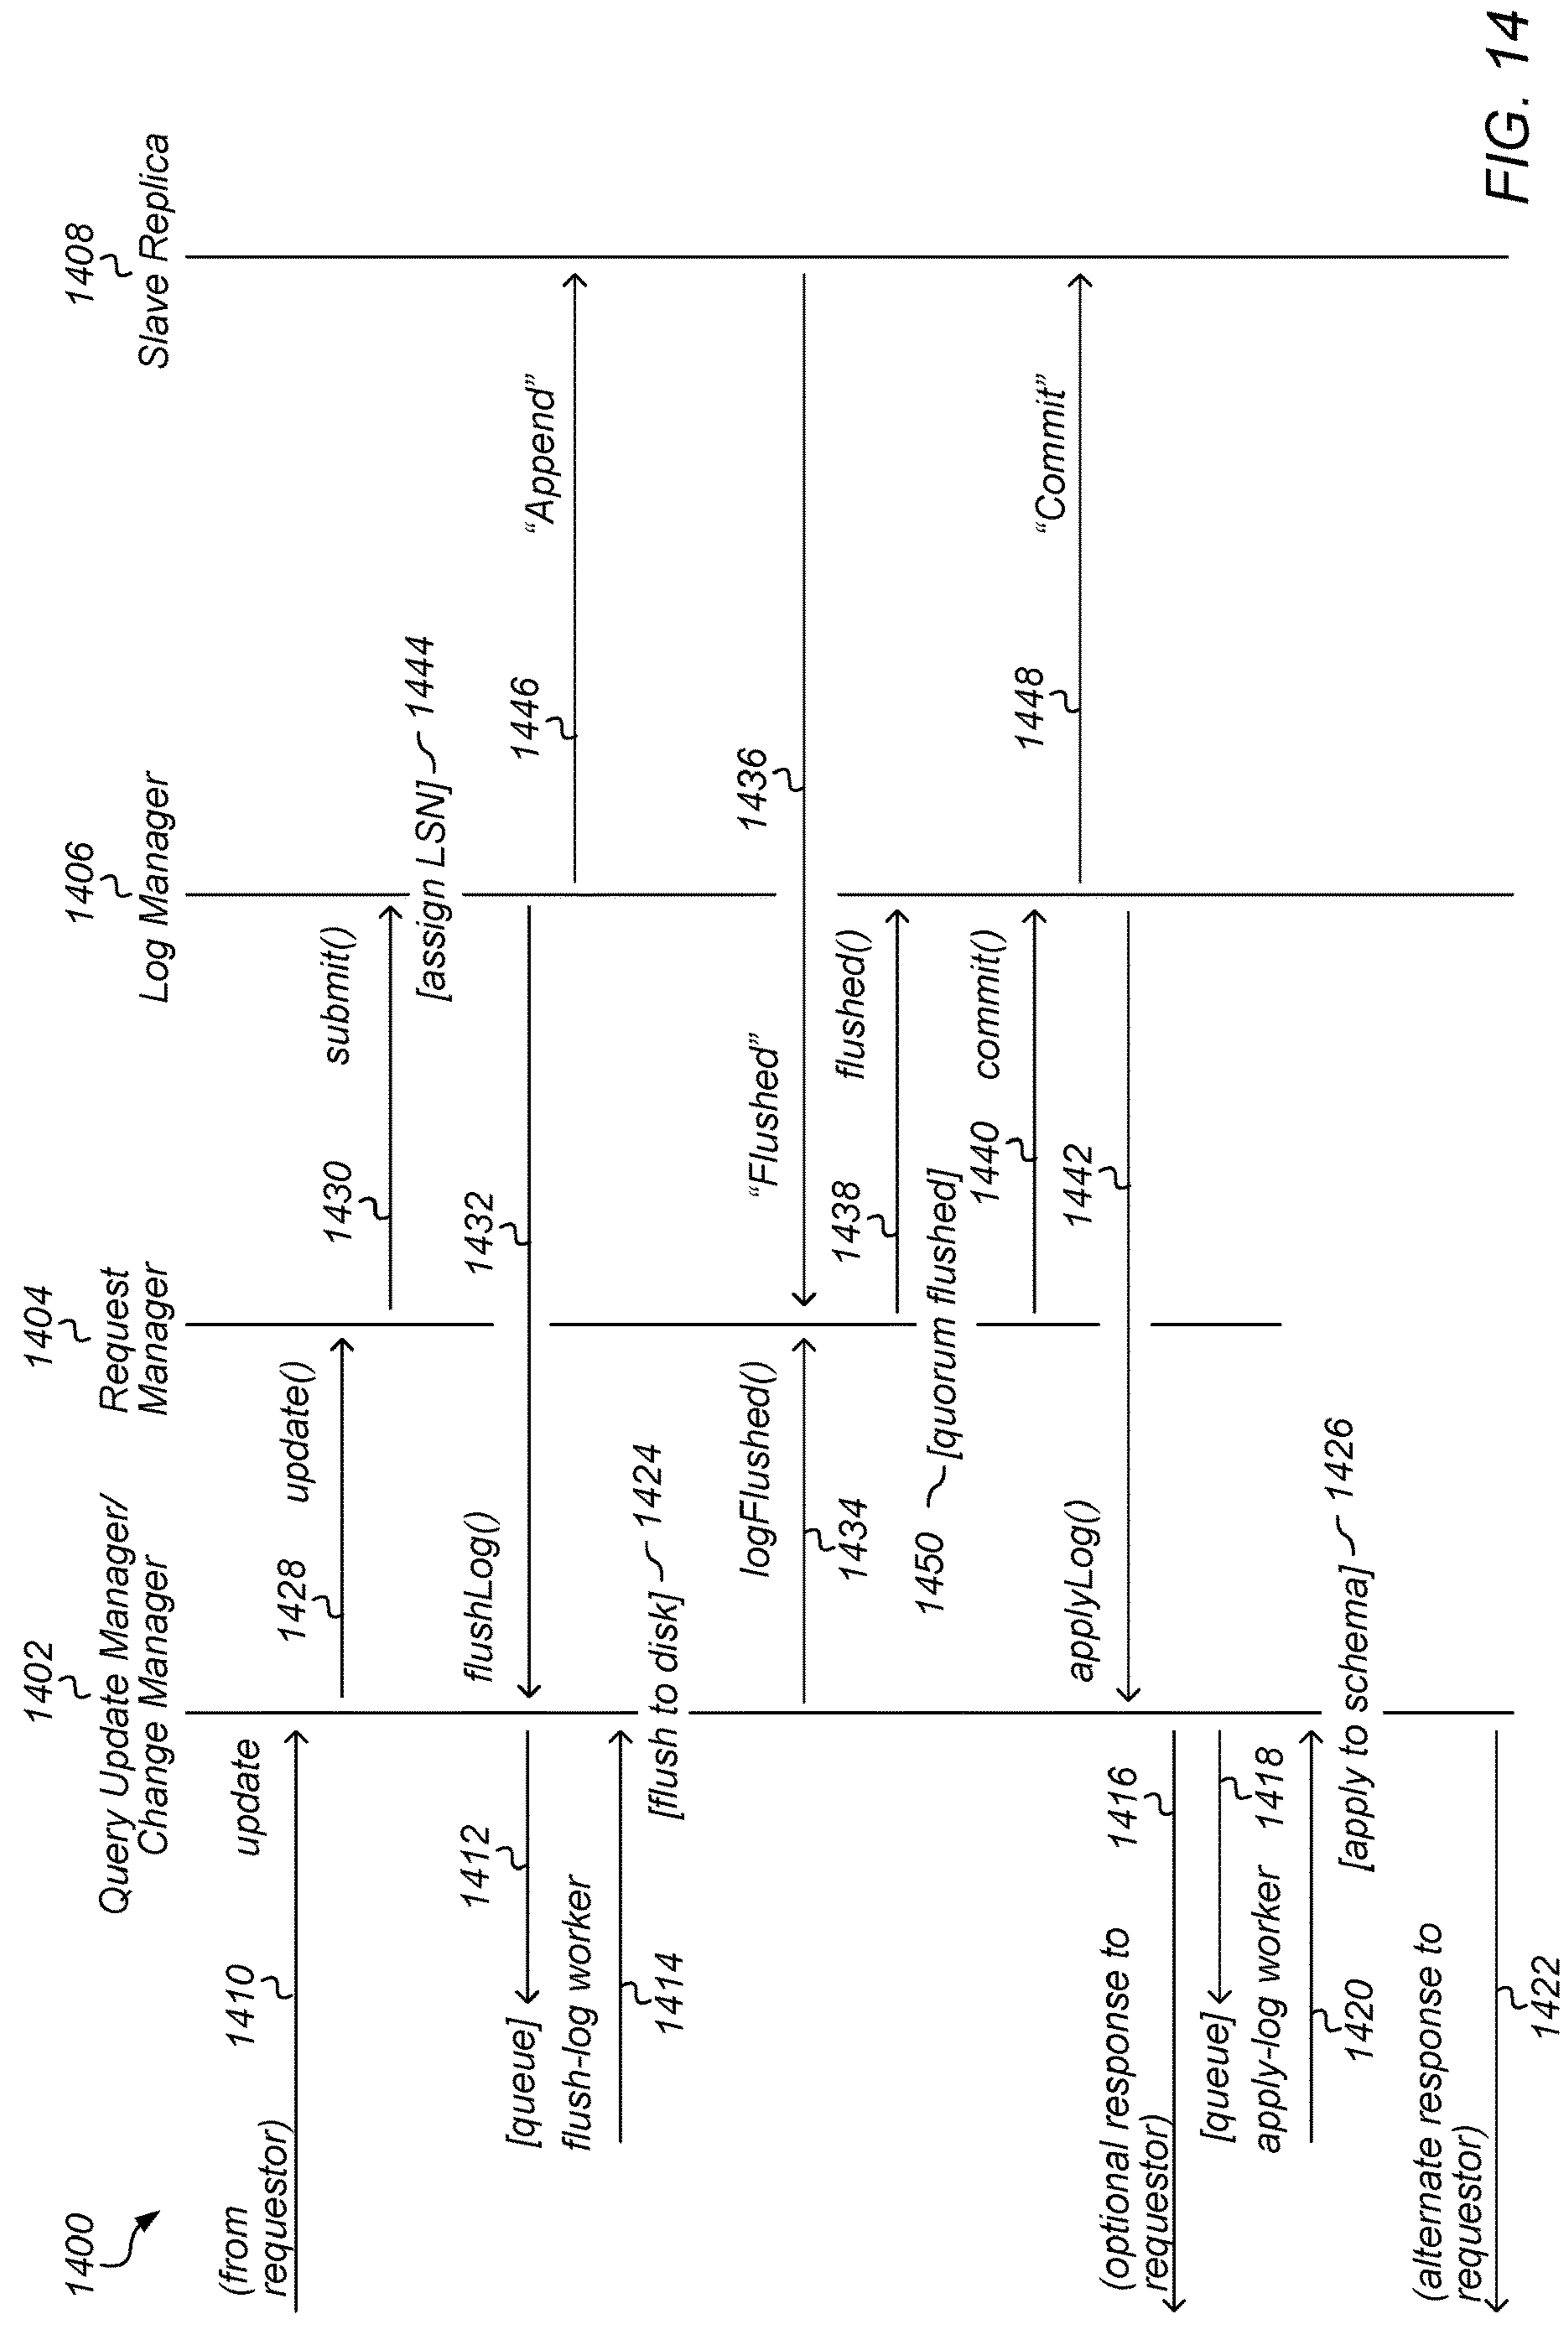 1400
1402
Query Update Manager/
Change Manager
1404
Request
Manager
1406
Log Manager
1408
Slave Replica
(from
requestor)
1410
update
1428
update()
1430
submit()
[assign LSN]
1444
flushLog()
1432
1412
[queue]
flush-log worker
1414
[flush to disk]
1424
1446
“Append”
logFlushed()
1434
“Flushed”
1436
1438
flushed()
1450
[quorum flushed]
1440
commit()
1448
“Commit”
applyLog()
1442
(optional response to
requestor)
1416
[queue]
1418
apply-log worker
1420
[apply to schema]
1426
(alternate response to
requestor)
1422
FIG. 14